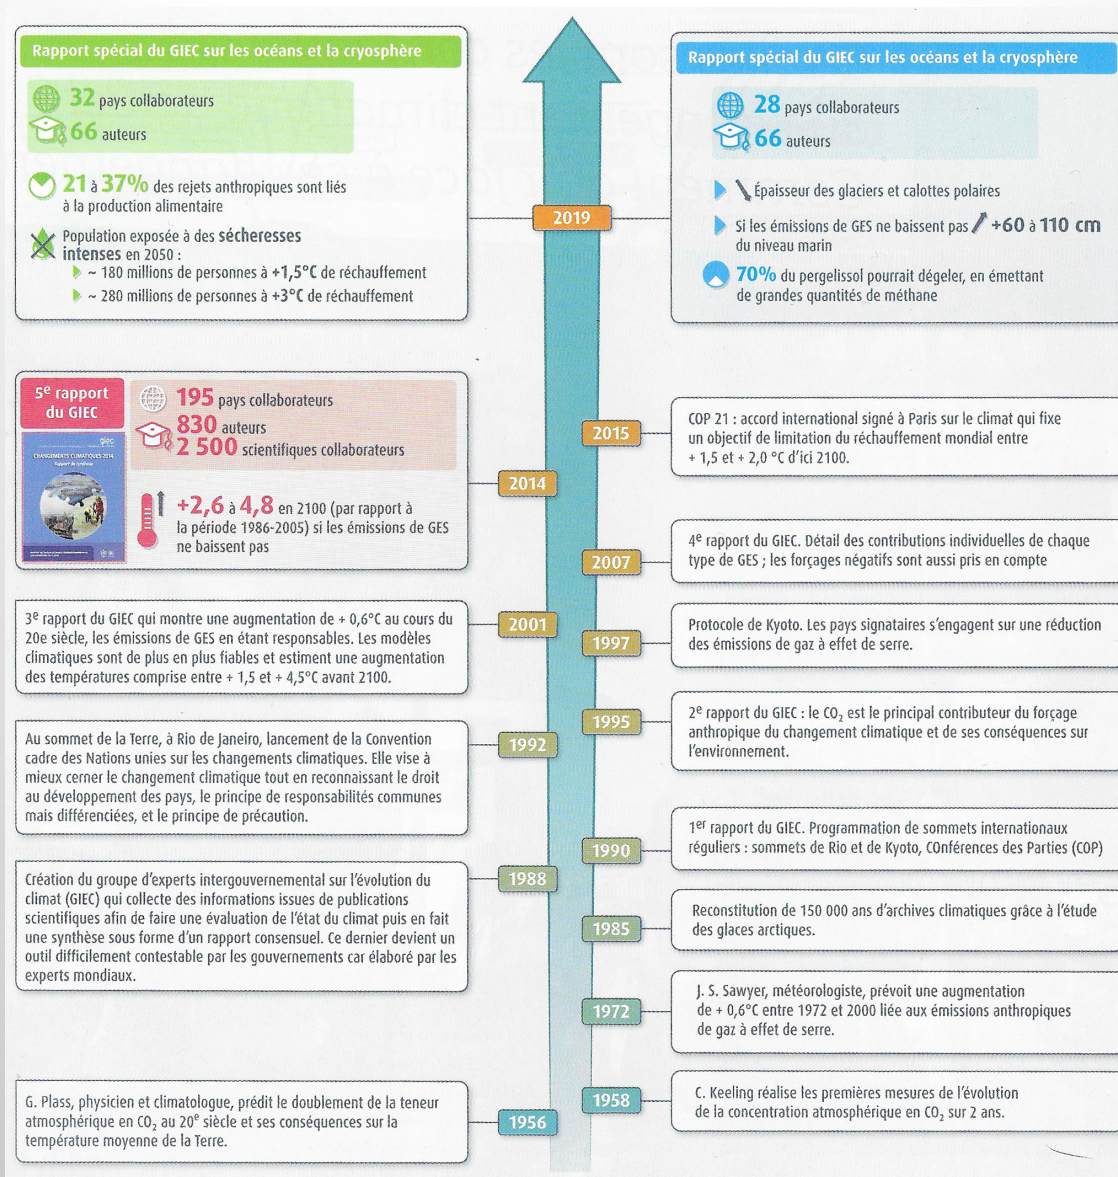 Rapport spécial du GIEC sur les océans et la cryosphère
32 pays collaborateurs
66 auteurs
21 à 37% des rejets anthropiques sont liés
à la production alimentaire
Population exposée à des sécheresses
intenses en 2050 :
~ 180 millions de personnes à +1,5°C de réchauffement
~ 280 millions de personnes à +3°C de réchauffement
2019
Rapport spécial du GIEC sur les océans et la cryosphère
28 pays collaborateurs
66 auteurs
Épaisseur des glaciers et calottes polaires
Si les émissions de GES ne baissent pas +60 à 110 cm
du niveau marin
70% du pergelissol pourrait dégeler, en émettant
de grandes quantités de méthane
5e rapport
du GIEC
giec
CHANGEMENTS CLIMATIQUES 2014
Rapport de synthèse
195 pays collaborateurs
830 auteurs
2 500 scientifiques collaborateurs
+2,6 à 4,8 en 2100 (par rapport à
la période 1986-2005) si les émissions de GES
ne baissent pas
2014
2015
COP 21 : accord international signé à Paris sur le climat qui fixe
un objectif de limitation du réchauffement mondial entre
+ 1,5 et + 2,0 °C d'ici 2100.
2007
4e rapport du GIEC. Détail des contributions individuelles de chaque
type de GES ; les forçages négatifs sont aussi pris en compte
3e rapport du GIEC qui montre une augmentation de + 0,6°C au cours du
20e siècle, les émissions de GES en étant responsables. Les modèles
climatiques sont de plus en plus fiables et estiment une augmentation
des températures comprise entre + 1,5 et + 4,5°C avant 2100.
2001
1997
Protocole de Kyoto. Les pays signataires s'engagent sur une réduction
des émissions de gaz à effet de serre.
1995
2e rapport du GIEC : le CO2 est le principal contributeur du forçage
anthropique du changement climatique et de ses conséquences sur
l'environnement.
Au sommet de la Terre, à Rio de Janeiro, lancement de la Convention
cadre des Nations unies sur les changements climatiques. Elle vise à
mieux cerner le changement climatique tout en reconnaissant le droit
au développement des pays, le principe de responsabilités communes
mais différenciées, et le principe de précaution.
1992
1990
1er rapport du GIEC. Programmation de sommets internationaux
réguliers : sommets de Rio et de Kyoto, COnférences des Parties (COP)
Création du groupe d'experts intergouvernemental sur l'évolution du
climat (GIEC) qui collecte des informations issues de publications
scientifiques afin de faire une évaluation de l'état du climat puis en fait
une synthèse sous forme d'un rapport consensuel. Ce dernier devient un
outil difficilement contestable par les gouvernements car élaboré par les
experts mondiaux.
1988
1985
Reconstitution de 150 000 ans d'archives climatiques grâce à l'étude
des glaces arctiques.
1972
J. S. Sawyer, météorologiste, prévoit une augmentation
de + 0,6°C entre 1972 et 2000 liée aux émissions anthropiques
de gaz à effet de serre.
G. Plass, physicien et climatologue, prédit le doublement de la teneur
atmosphérique en CO2 au 20e siècle et ses conséquences sur la
température moyenne de la Terre.
1956
1958
C. Keeling réalise les premières mesures de l'évolution
de la concentration atmosphérique en CO2 sur 2 ans.